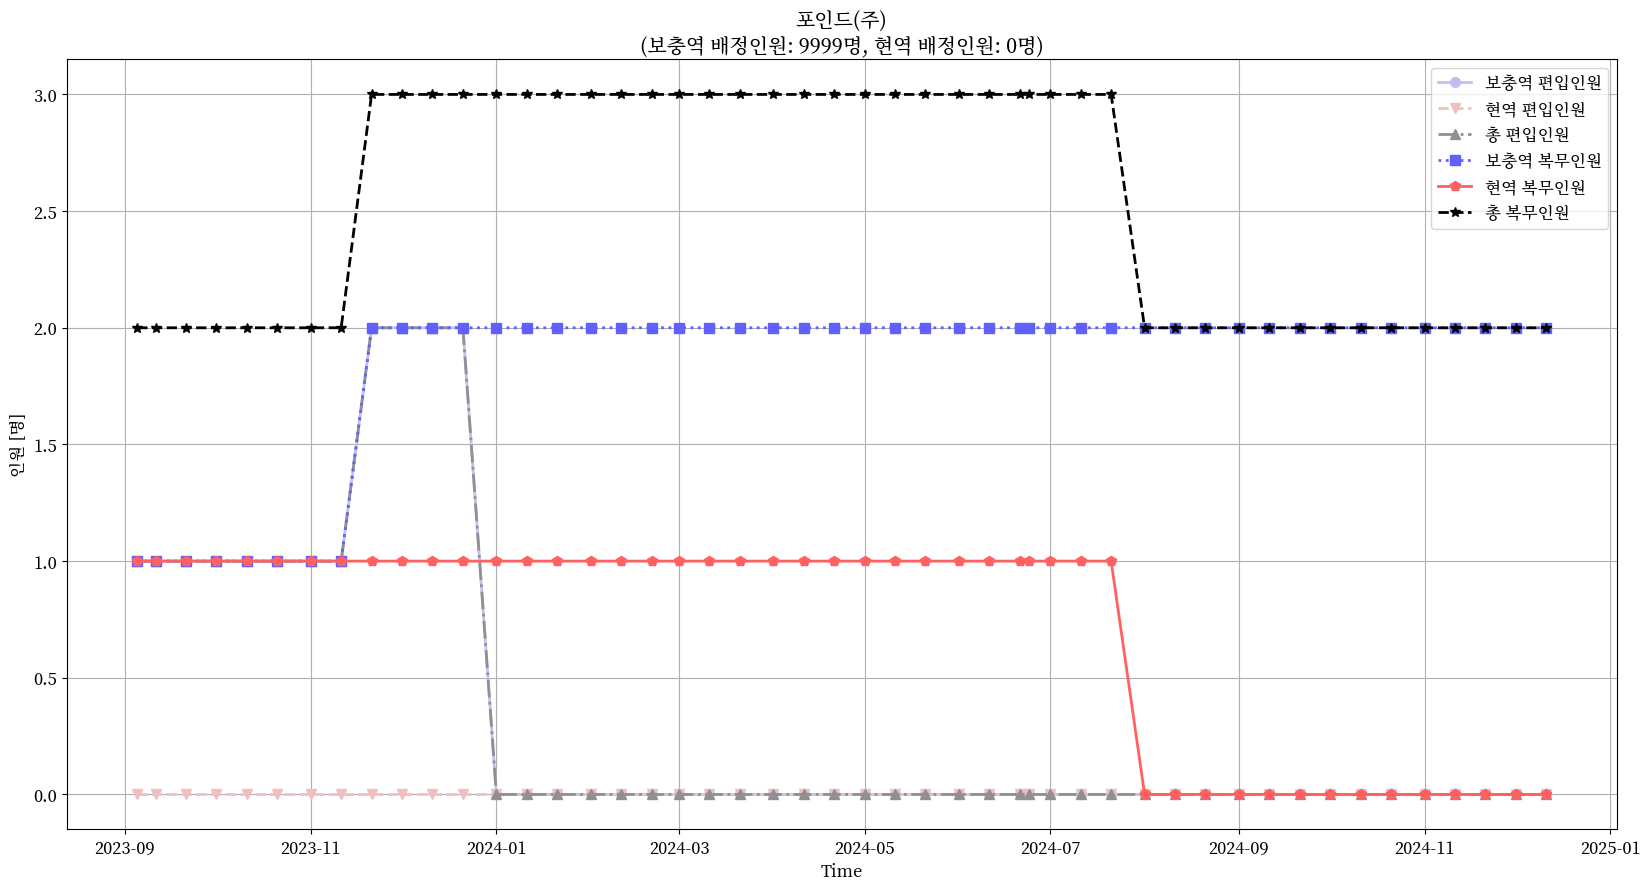 포인드(주)
(보충역 배정인원: 9999명, 현역 배정인원: 0명)
보충역 편입인원
현역 편입인원
총 편입인원
보충역 복무인원
현역 복무인원
총 복무인원
인원 [명]
3.0
2.5
2.0
1.5
1.0
0.5
0.0
2023-09 2023-11 2024-01 2024-03 2024-05 2024-07 2024-09 2024-11 2025-01
Time